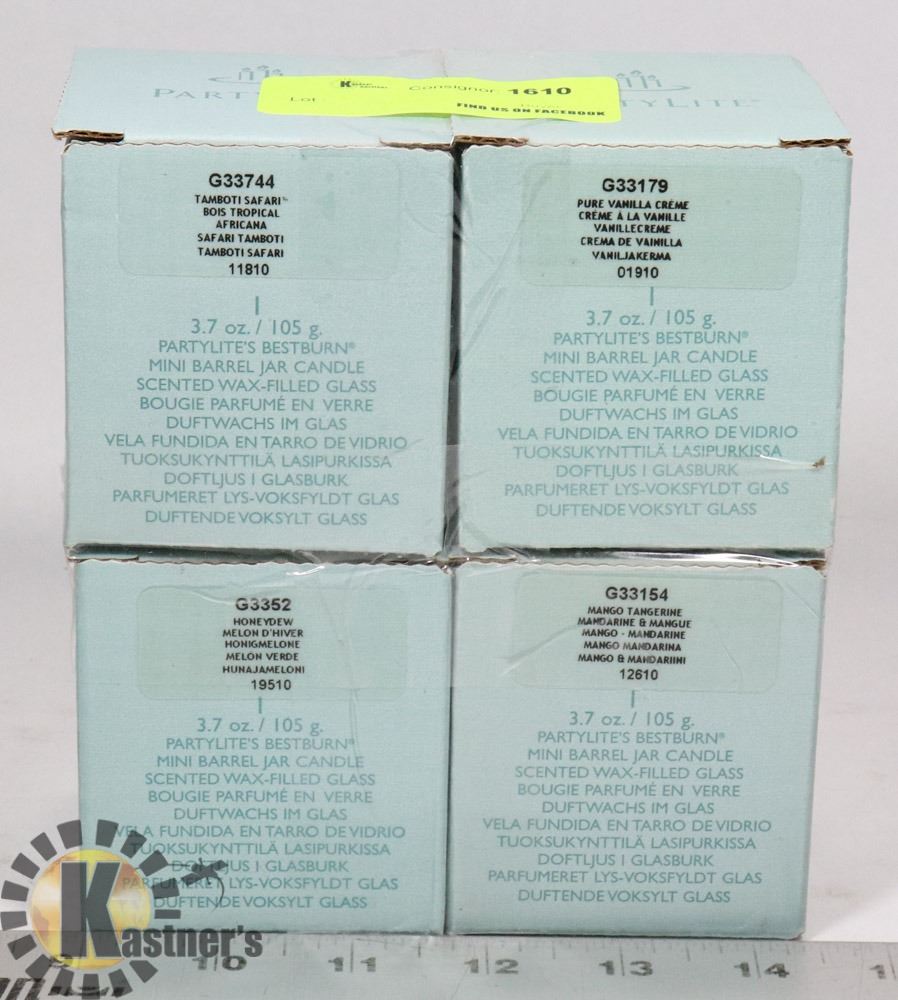 PART
TYLITE®
Consignor: 1610
Lot:
FIND US ON FACEBOOK
G33744
TAMBOTI SAFARI™
BOIS TROPICAL
AFRICANA
SAFARI TAMBOTI
TAMBOTI SAFARI
11810
3.7 oz. / 105 g.
PARTYLITE'S BESTBURN®
MINI BARREL JAR CANDLE
SCENTED WAX-FILLED GLASS
BOUGIE PARFUMÉ EN VERRE
DUFTWACHS IM GLAS
VELA FUNDIDA EN TARRO DE VIDRIO
TUOKSUKYNTTILÄ LASIPURKISSA
DOFTLJUS I GLASBURK
PARFUMERET LYS-VOKSFYLDT GLAS
DUFTENDE VOKSYLT GLASS
G33179
PURE VANILLA CRÈME
CRÈME À LA VANILLE
VANILLECREME
CREMA DE VAINILLA
VANILJAKERMA
01910
3.7 oz. / 105 g.
PARTYLITE'S BESTBURN®
MINI BARREL JAR CANDLE
SCENTED WAX-FILLED GLASS
BOUGIE PARFUMÉ EN VERRE
DUFTWACHS IM GLAS
VELA FUNDIDA EN TARRO DE VIDRIO
TUOKSUKYNTTILÄ LASIPURKISSA
DOFTLJUS I GLASBURK
PARFUMERET LYS-VOKSFYLDT GLAS
DUFTENDE VOKSYLT GLASS
G3352
HONEYDEW
MELON D'HIVER
HONIGMELONE
MELON VERDE
HUNAJAMELONI
19510
3.7 oz. / 105 g.
PARTYLITE'S BESTBURN®
MINI BARREL JAR CANDLE
SCENTED WAX-FILLED GLASS
BOUGIE PARFUMÉ EN VERRE
DUFTWACHS IM GLAS
VELA FUNDIDA EN TARRO DE VIDRIO
TUOKSUKYNTTILÄ LASIPURKISSA
DOFTLJUS I GLASBURK
PARFUMERET LYS-VOKSFYLDT GLAS
DUFTENDE VOKSYLT GLASS
G33154
MANGO TANGERINE
MANDARINE & MANGUE
MANGO - MANDARINE
MANGO MANDARINA
MANGO & MANDARIINI
12610
3.7 oz. / 105 g.
PARTYLITE'S BESTBURN®
MINI BARREL JAR CANDLE
SCENTED WAX-FILLED GLASS
BOUGIE PARFUMÉ EN VERRE
DUFTWACHS IM GLAS
VELA FUNDIDA EN TARRO DE VIDRIO
TUOKSUKYNTTILÄ LASIPURKISSA
DOFTLJUS I GLASBURK
PARFUMERET LYS-VOKSFYLDT GLAS
DUFTENDE VOKSYLT GLASS
Kastner's
10 11 12 13 14